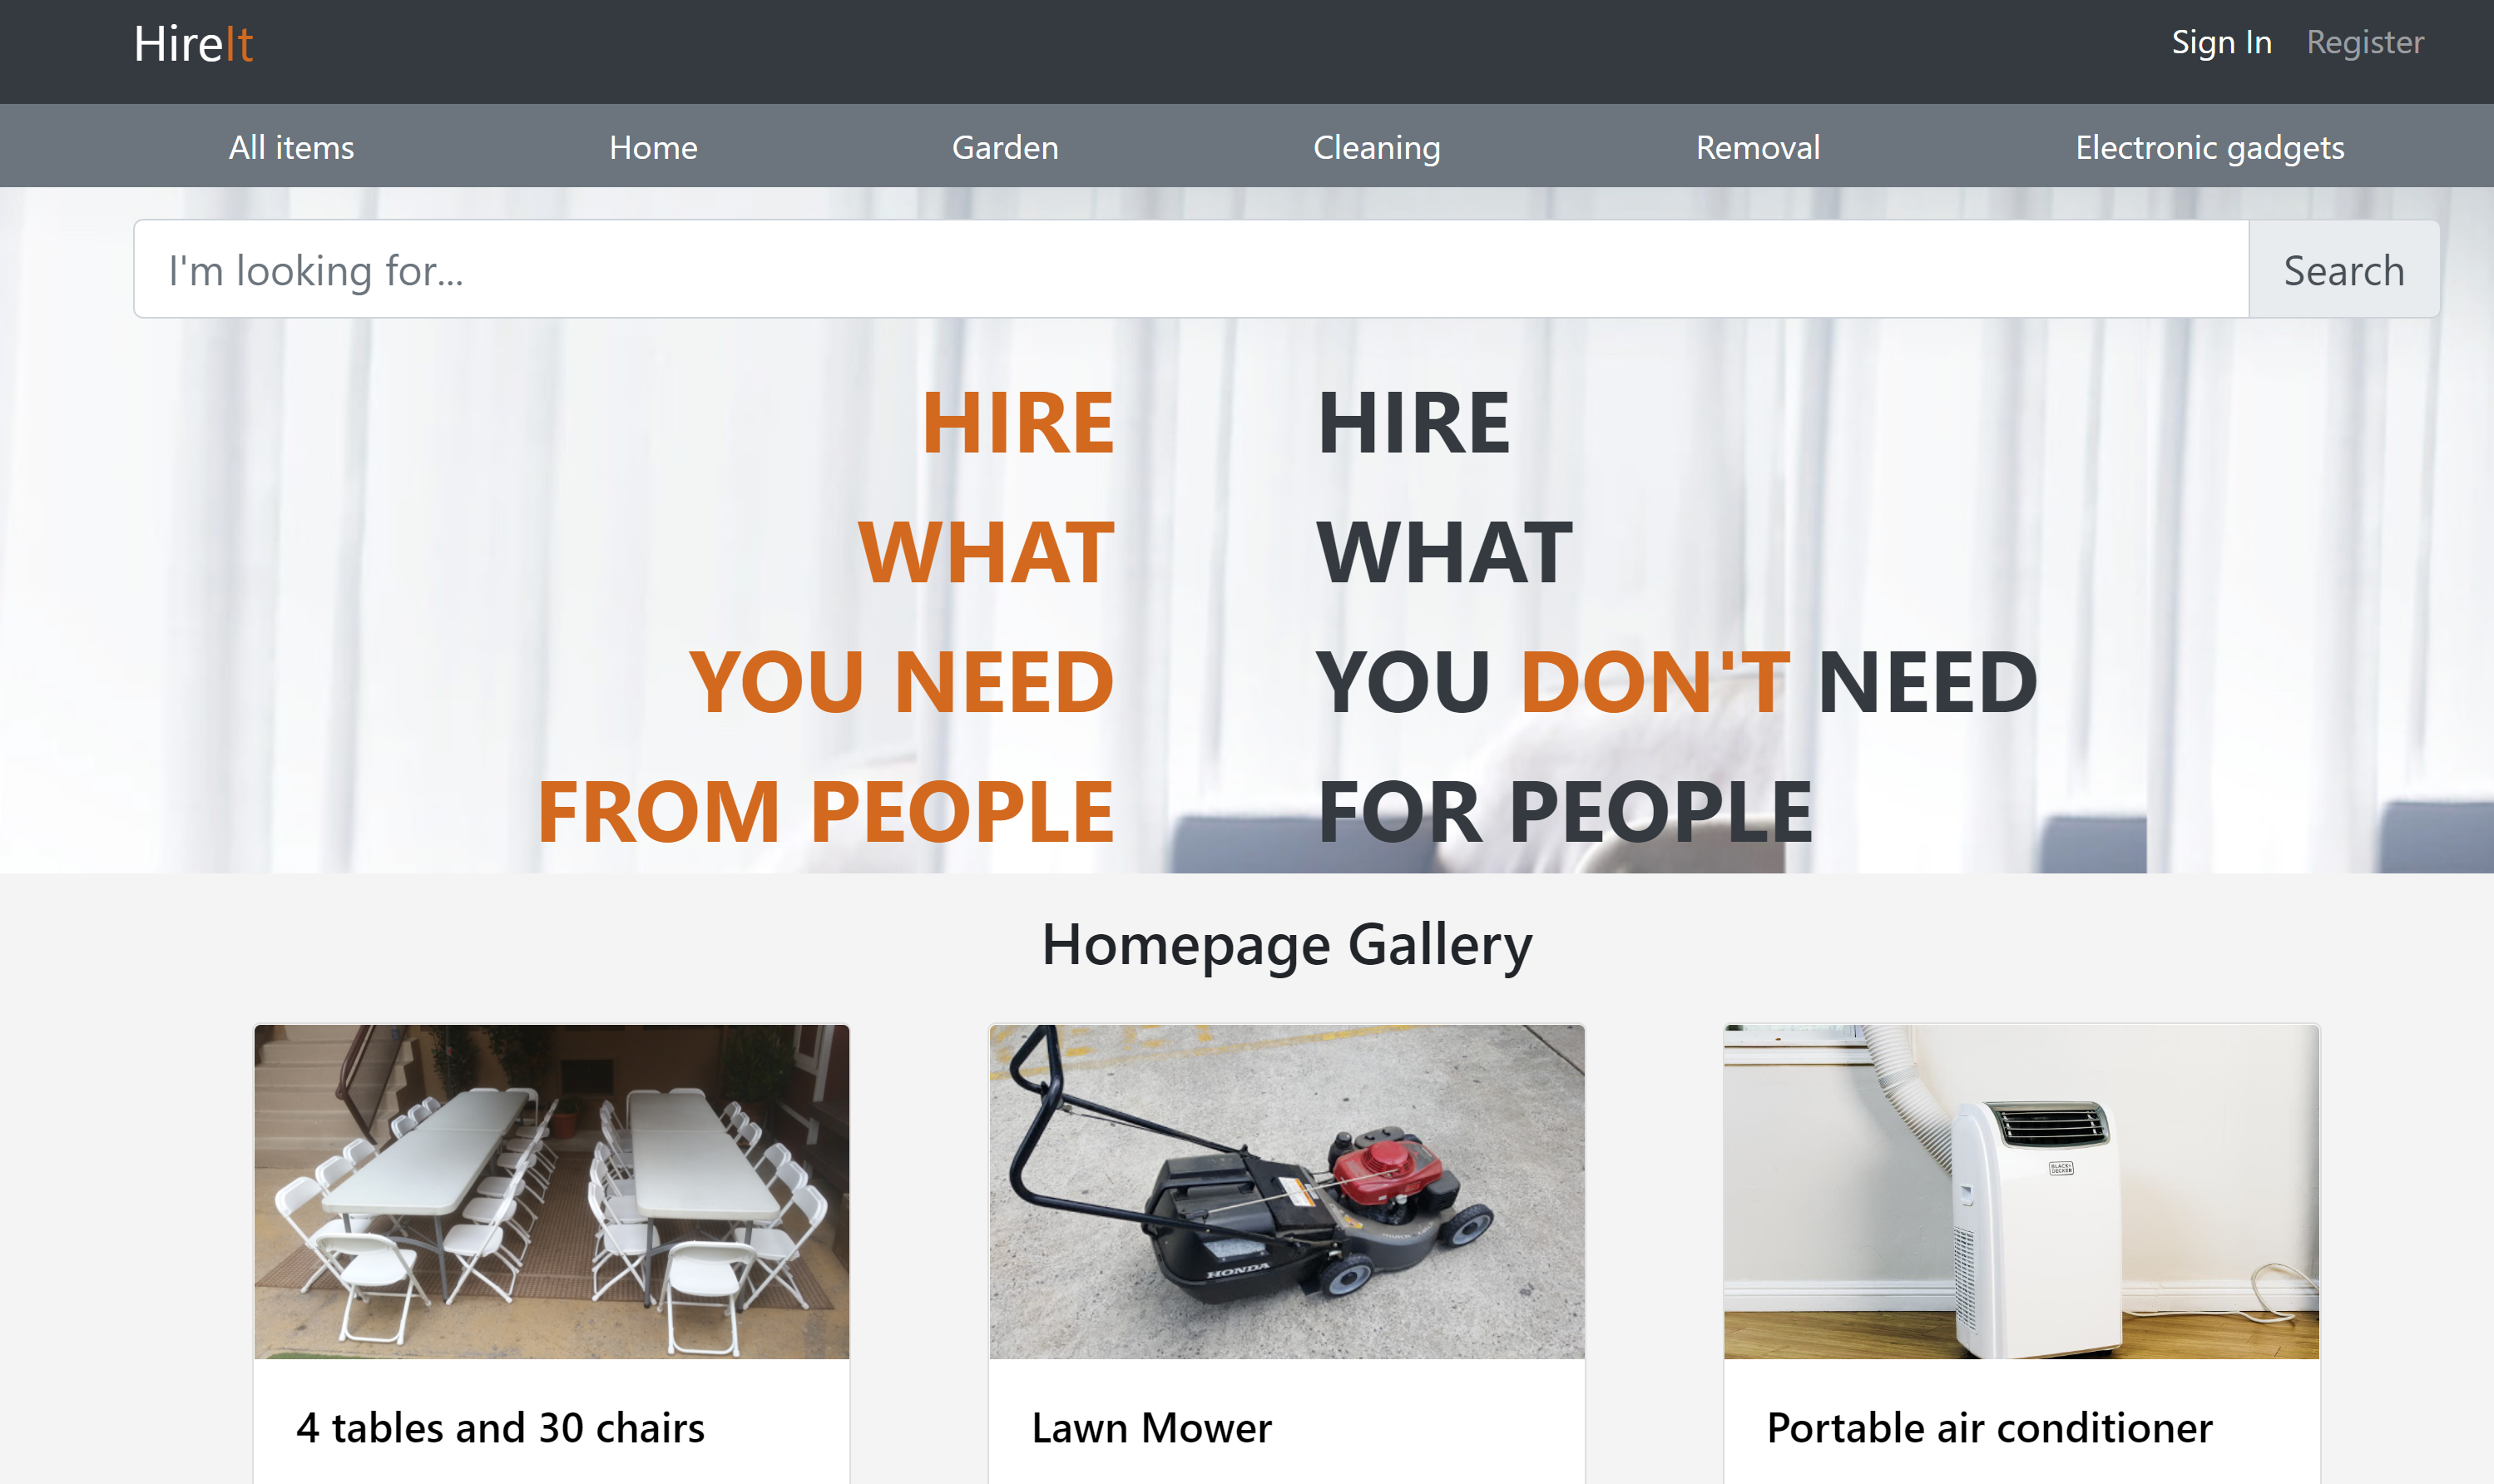 HireIt
Sign In Register
All items Home Garden Cleaning Removal Electronic gadgets
I'm looking for...
Search
HIRE
WHAT
YOU NEED
FROM PEOPLE
HIRE
WHAT
YOU DON'T NEED
FOR PEOPLE
Homepage Gallery
HONDA
BLACK+
DECKER
4 tables and 30 chairs
Lawn Mower
Portable air conditioner